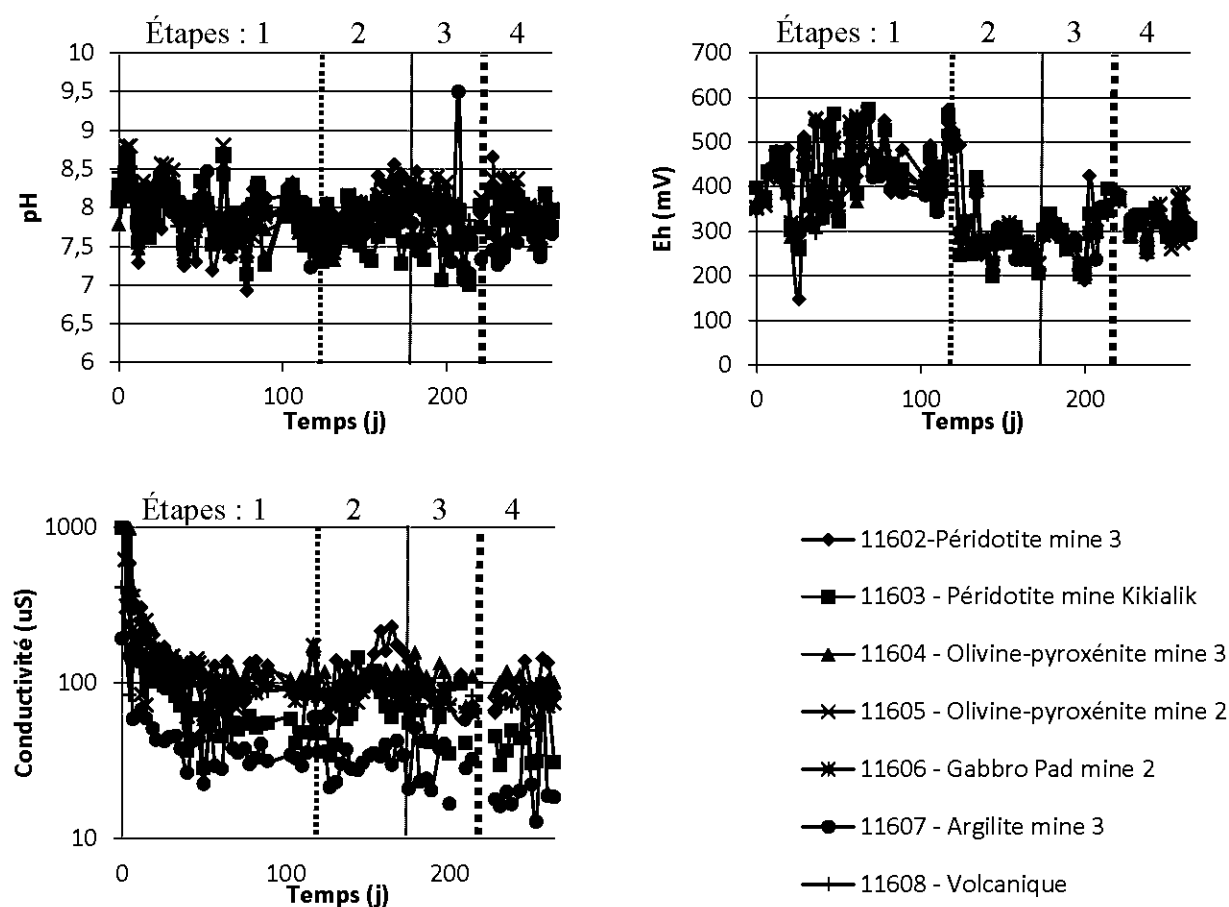 Étapes : 1 2 3 4
10
9,5
9
8,5
8
7,5
7
6,5
6
pH
0 100 200
Temps (j)
Étapes : 1 2 3 4
700
600
500
400
300
200
100
0
Eh (mV)
0 100 200
Temps (j)
Étapes : 1 2 3 4
1000
100
10
Conductivité (uS)
0 100 200
Temps (j)
11602-Péridotite mine 3
11603 - Péridotite mine Kikialik
11604 - Olivine-pyroxénite mine 3
11605 - Olivine-pyroxénite mine 2
11606 - Gabbro Pad mine 2
11607 - Argilite mine 3
11608 - Volcanique